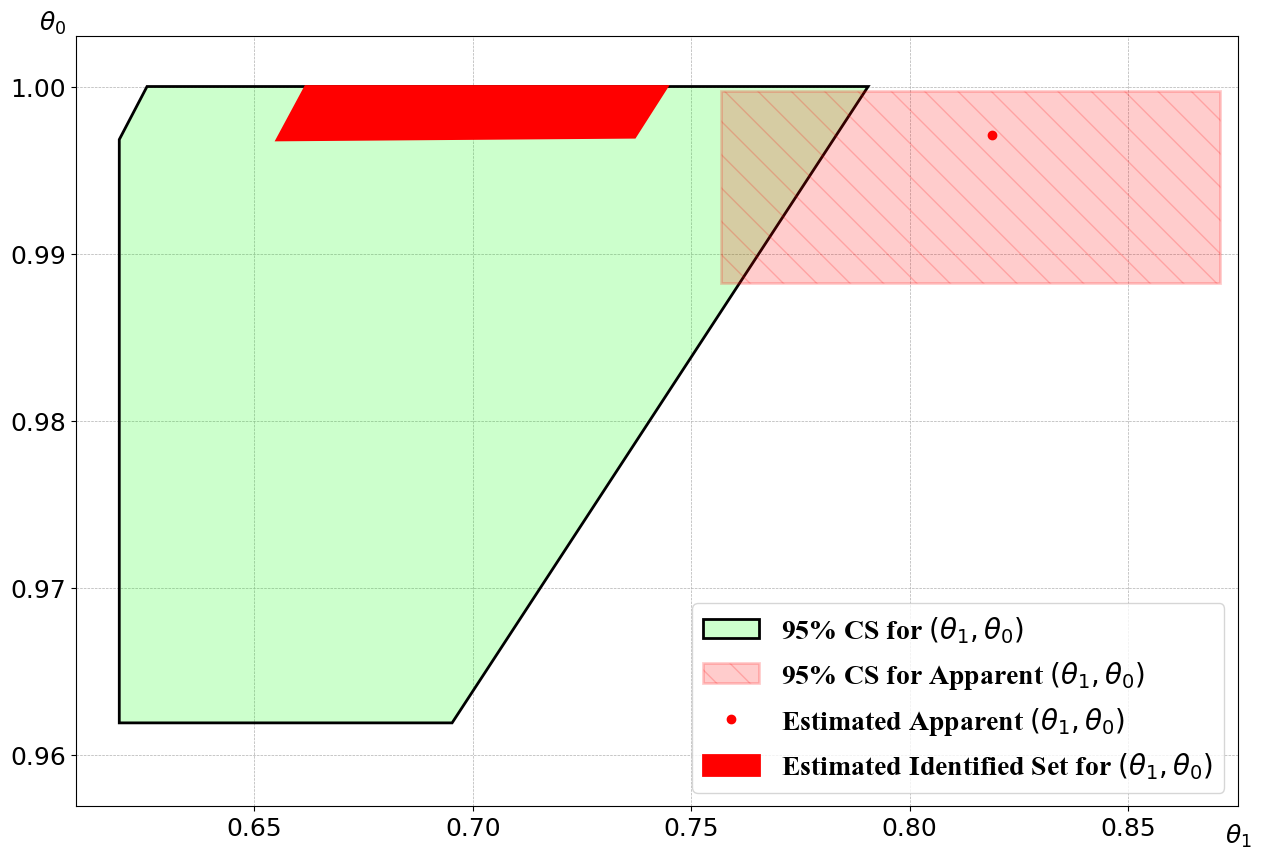 θ₀
1.00
0.99
0.98
0.97
0.96
95% CS for (θ₁, θ₀)
95% CS for Apparent (θ₁, θ₀)
Estimated Apparent (θ₁, θ₀)
Estimated Identified Set for (θ₁, θ₀)
0.65 0.70 0.75 0.80 0.85
θ₁